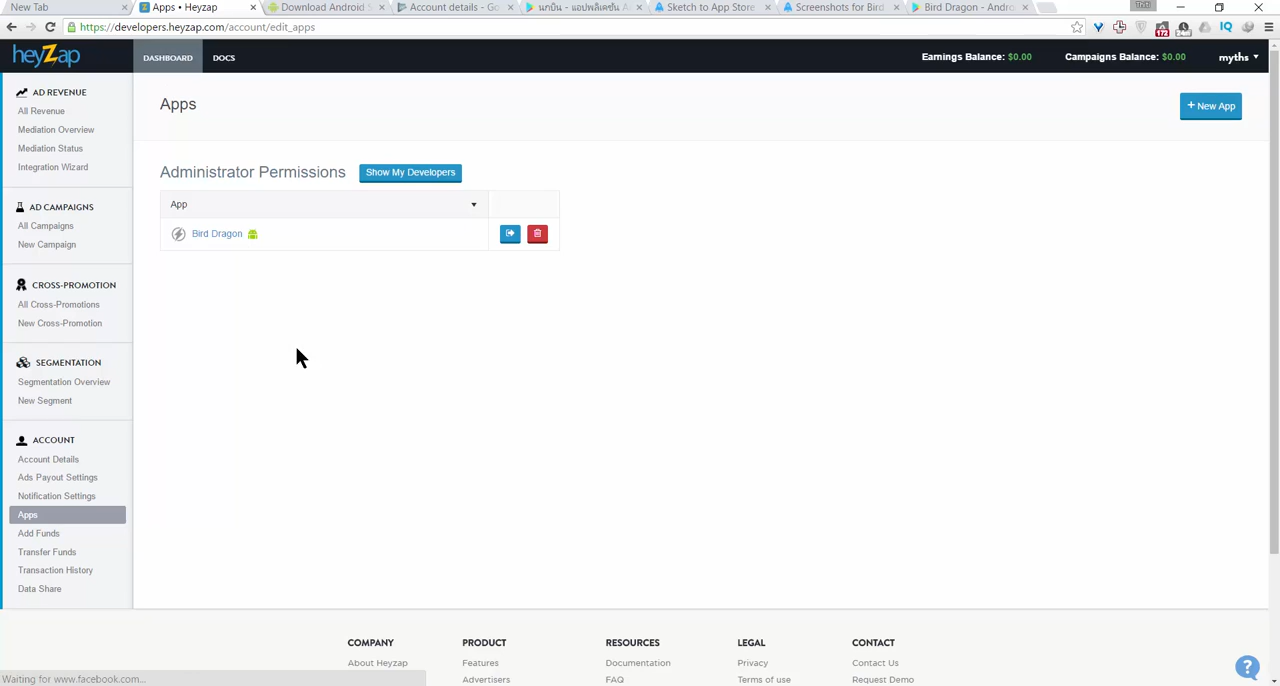 New Tab
Apps • Heyzap
Download Android S
Account details - Go
นกบิน - แอปพลิเคชัน A
Sketch to App Store
Screenshots for Bird
Bird Dragon - Andro
https://developers.heyzap.com/account/edit_apps
172
24m
IQ
heyZap
DASHBOARD
DOCS
Earnings Balance: $0.00
Campaigns Balance: $0.00
myths
AD REVENUE
All Revenue
Mediation Overview
Mediation Status
Integration Wizard
AD CAMPAIGNS
All Campaigns
New Campaign
CROSS-PROMOTION
All Cross-Promotions
New Cross-Promotion
SEGMENTATION
Segmentation Overview
New Segment
ACCOUNT
Account Details
Ads Payout Settings
Notification Settings
Apps
Add Funds
Transfer Funds
Transaction History
Data Share
Apps
+ New App
Administrator Permissions
Show My Developers
App
Bird Dragon
COMPANY
About Heyzap
PRODUCT
Features
Advertisers
RESOURCES
Documentation
FAQ
LEGAL
Privacy
Terms of use
CONTACT
Contact Us
Request Demo
?
Waiting for www.facebook.com...